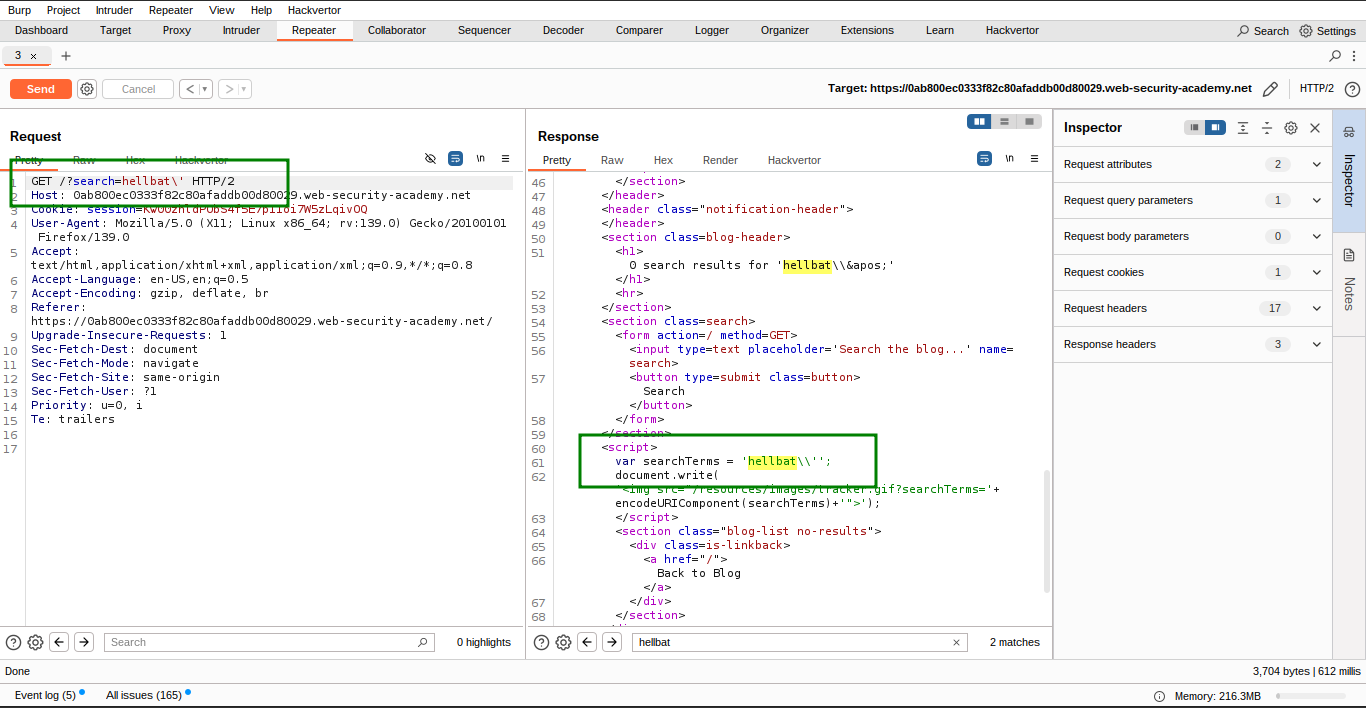 Burp Project Intruder Repeater View Help Hackvertor
Dashboard Target Proxy Intruder Repeater Collaborator Sequencer Decoder Comparer Logger Organizer Extensions Learn Hackvertor Search Settings
3 × +
Send Cancel < > Target: https://0ab800ec0333f82c80afaddb00d80029.web-security-academy.net HTTP/2
Request
Pretty Raw Hex Hackvertor \n
1 GET /?search=hellbat\' HTTP/2
2 Host: 0ab800ec0333f82c80afaddb00d80029.web-security-academy.net
3
4 User-Agent: Mozilla/5.0 (X11; Linux x86_64; rv:139.0) Gecko/20100101
Firefox/139.0
5 Accept:
text/html,application/xhtml+xml,application/xml;q=0.9,*/*;q=0.8
6 Accept-Language: en-US,en;q=0.5
7 Accept-Encoding: gzip, deflate, br
8 Referer:
https://0ab800ec0333f82c80afaddb00d80029.web-security-academy.net/
9 Upgrade-Insecure-Requests: 1
10 Sec-Fetch-Dest: document
11 Sec-Fetch-Mode: navigate
12 Sec-Fetch-Site: same-origin
13 Sec-Fetch-User: ?1
14 Priority: u=0, i
15 Te: trailers
16
17
Search 0 highlights
Response
Pretty Raw Hex Render Hackvertor \n
46 </section>
47 </header>
48 <header class="notification-header">
49 </header>
50 <section class=blog-header>
51 <h1>
0 search results for 'hellbat\\&apos;'
</h1>
52 <hr>
53 </section>
54 <section class=search>
55 <form action=/ method=GET>
56 <input type=text placeholder='Search the blog...' name=
search>
57 <button type=submit class=button>
Search
</button>
58 </form>
59 </section>
60 <script>
61 var searchTerms = 'hellbat\\'';
62 document.write(
'<img src="/resources/images/tracker.gif?searchTerms='+
encodeURIComponent(searchTerms)+'">');
63 </script>
64 <section class="blog-list no-results">
65 <div class=is-linkback>
66 <a href="/">
Back to Blog
</a>
67 </div>
68 </section>
hellbat × 2 matches
Inspector
Request attributes 2
Request query parameters 1
Request body parameters 0
Request cookies 1
Request headers 17
Response headers 3
Inspector
Notes
Done 3,704 bytes | 612 millis
Event log (5) All issues (165) Memory: 216.3MB